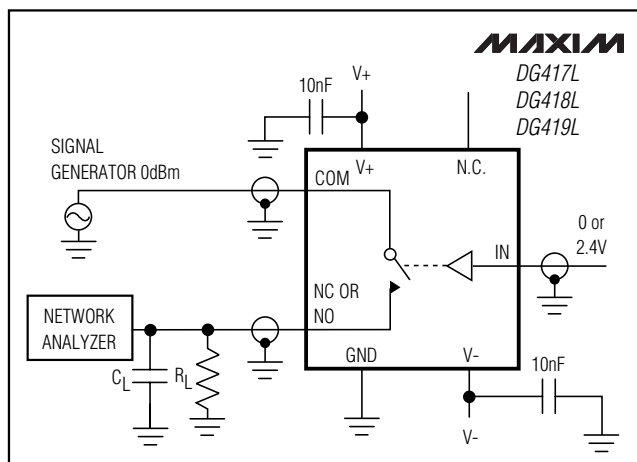 MAXIM
DG417L
DG418L
DG419L
V+
10nF
SIGNAL
GENERATOR 0dBm
V+
N.C.
COM
0 or
2.4V
IN
NC OR
NO
NETWORK
ANALYZER
CL
RL
GND
V-
10nF
V-